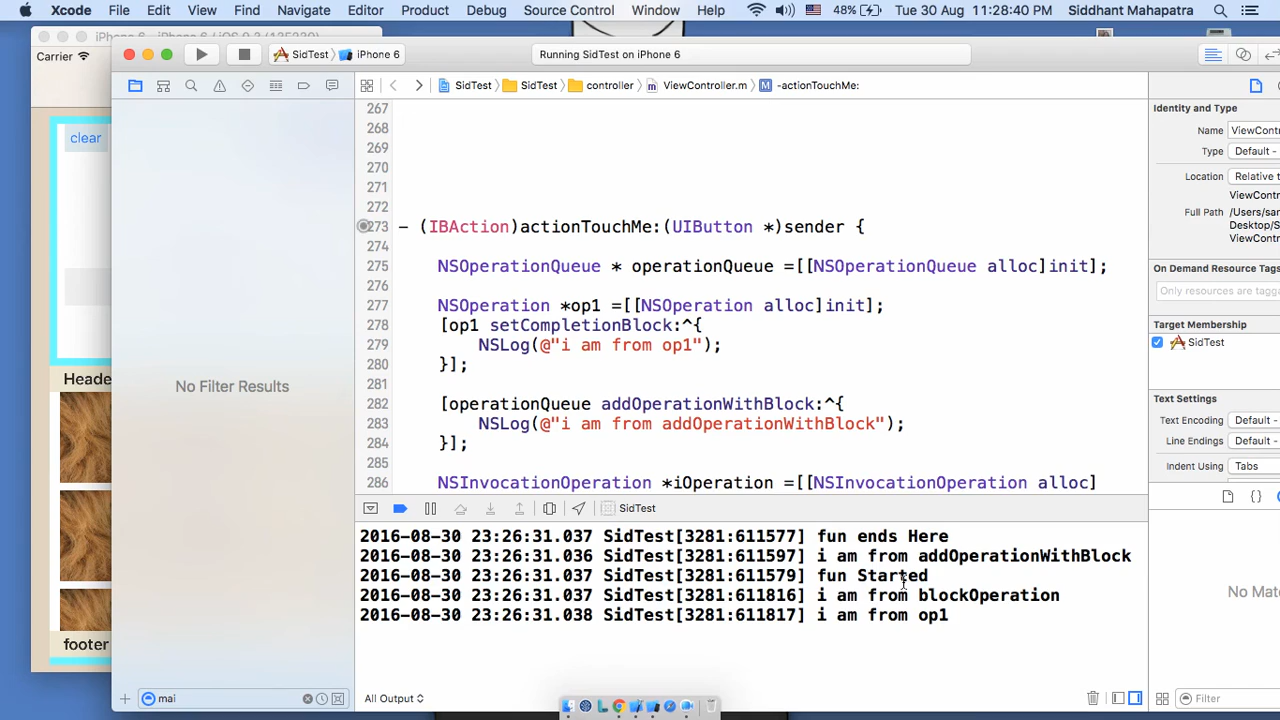 Xcode File Edit View Find Navigate Editor Product Debug Source Control Window Help 48% Tue 30 Aug 11:28:40 PM Siddhant Mahapatra
Carrier
SidTest iPhone 6
Running SidTest on iPhone 6
SidTest SidTest controller ViewController.m M -actionTouchMe:
clear
Header
footer
No Filter Results
mai
267
268
269
270
271
272
273 - (IBAction)actionTouchMe:(UIButton *)sender {
274
275 NSOperationQueue * operationQueue =[[NSOperationQueue alloc]init];
276
277 NSOperation *op1 =[[NSOperation alloc]init];
278 [op1 setCompletionBlock:^{
279 NSLog(@"i am from op1");
280 }];
281
282 [operationQueue addOperationWithBlock:^{
283 NSLog(@"i am from addOperationWithBlock");
284 }];
285
286 NSInvocationOperation *iOperation =[[NSInvocationOperation alloc]
SidTest
2016-08-30 23:26:31.037 SidTest[3281:611577] fun ends Here
2016-08-30 23:26:31.036 SidTest[3281:611597] i am from addOperationWithBlock
2016-08-30 23:26:31.037 SidTest[3281:611579] fun Started
2016-08-30 23:26:31.037 SidTest[3281:611816] i am from blockOperation
2016-08-30 23:26:31.038 SidTest[3281:611817] i am from op1
All Output
Identity and Type
Name ViewContr
Type Default -
Location Relative t
ViewContr
Full Path /Users/sar
Desktop/S
ViewContr
On Demand Resource Tags
Only resources are tagga
Target Membership
SidTest
Text Settings
Text Encoding Default -
Line Endings Default -
Indent Using Tabs
No Mat
Filter